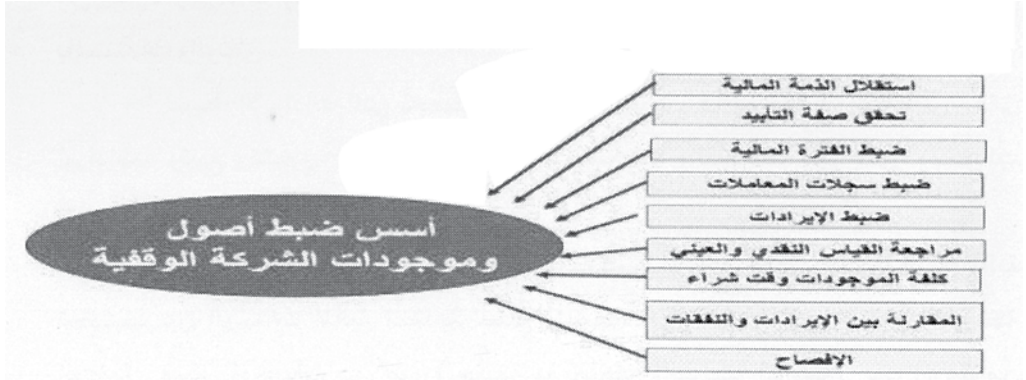 استقلال الذمة المالية
تحقق صفة التأبيد
ضبط الفترة المالية
ضبط سجلات المعاملات
ضبط الإيرادات
مراجعة القياس النقدي والعيني
كلفة الموجودات وقت شراء
المقارنة بين الإيرادات والنفقات
الإفصاح
أسس ضبط أصول
وموجودات الشركة الوقفية